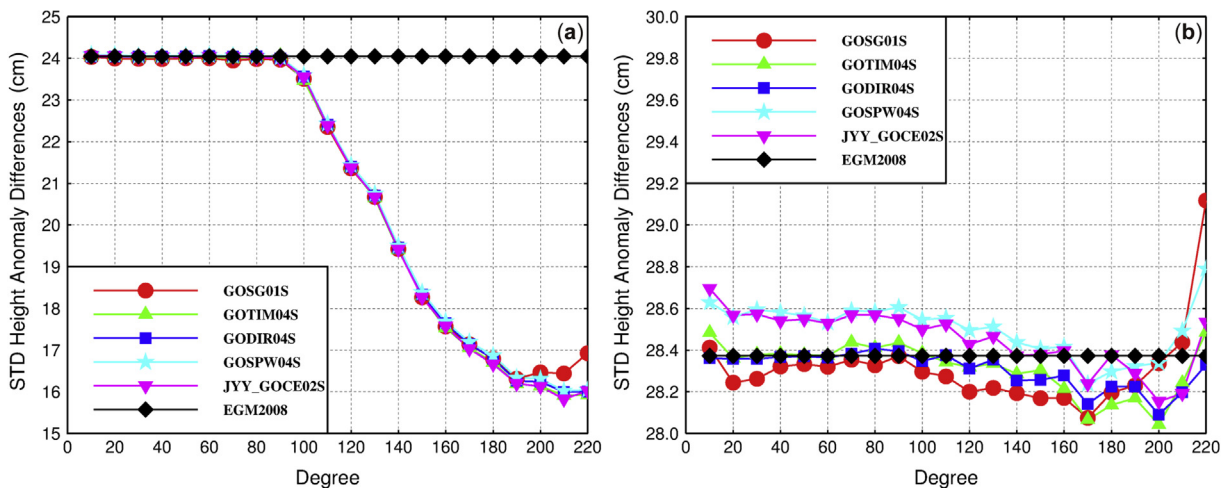 (a)
STD Height Anomaly Differences (cm)
25
24
23
22
21
20
19
18
17
16
15
GOSG01S
GOTIM04S
GODIR04S
GOSPW04S
JYY_GOCE02S
EGM2008
0 20 40 60 80 100 120 140 160 180 200 220
Degree
(b)
STD Height Anomaly Differences (cm)
30.0
29.8
29.6
29.4
29.2
29.0
28.8
28.6
28.4
28.2
28.0
GOSG01S
GOTIM04S
GODIR04S
GOSPW04S
JYY_GOCE02S
EGM2008
0 20 40 60 80 100 120 140 160 180 200 220
Degree